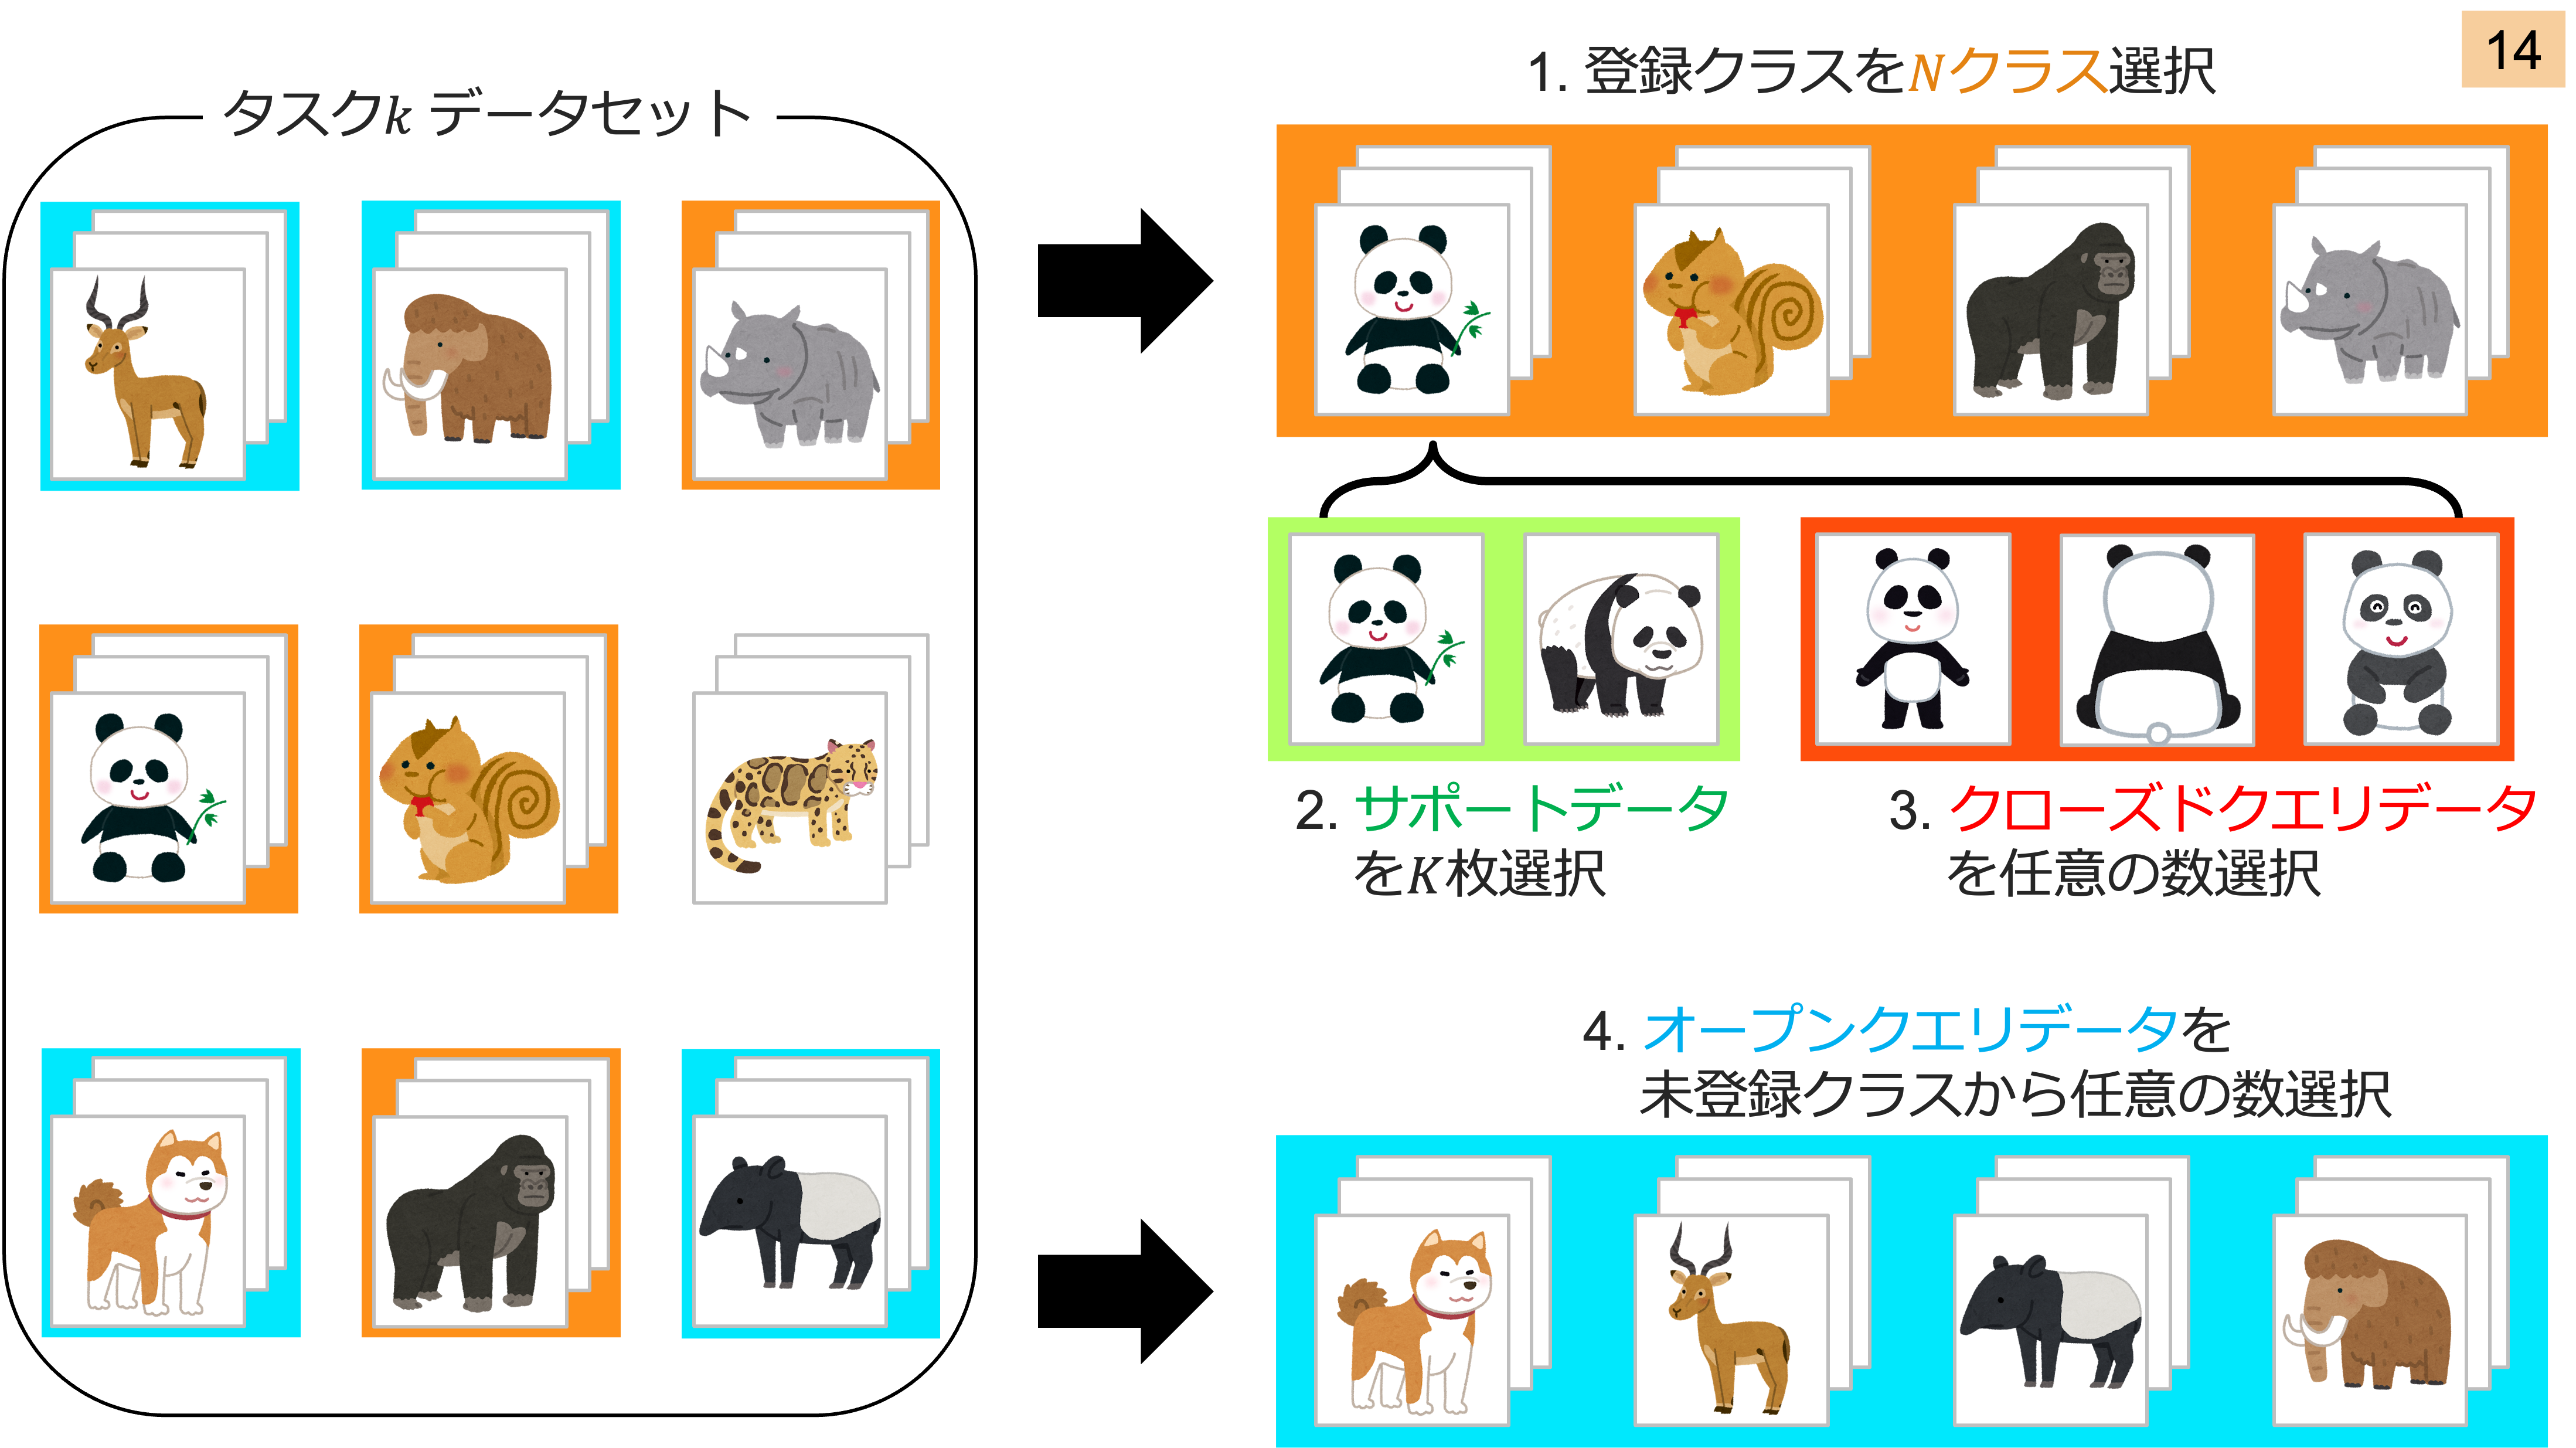 14
タスクk データセット
1. 登録クラスをNクラス選択
2. サポートデータ
をK枚選択
3. クローズドクエリデータ
を任意の数選択
4. オープンクエリデータを
未登録クラスから任意の数選択